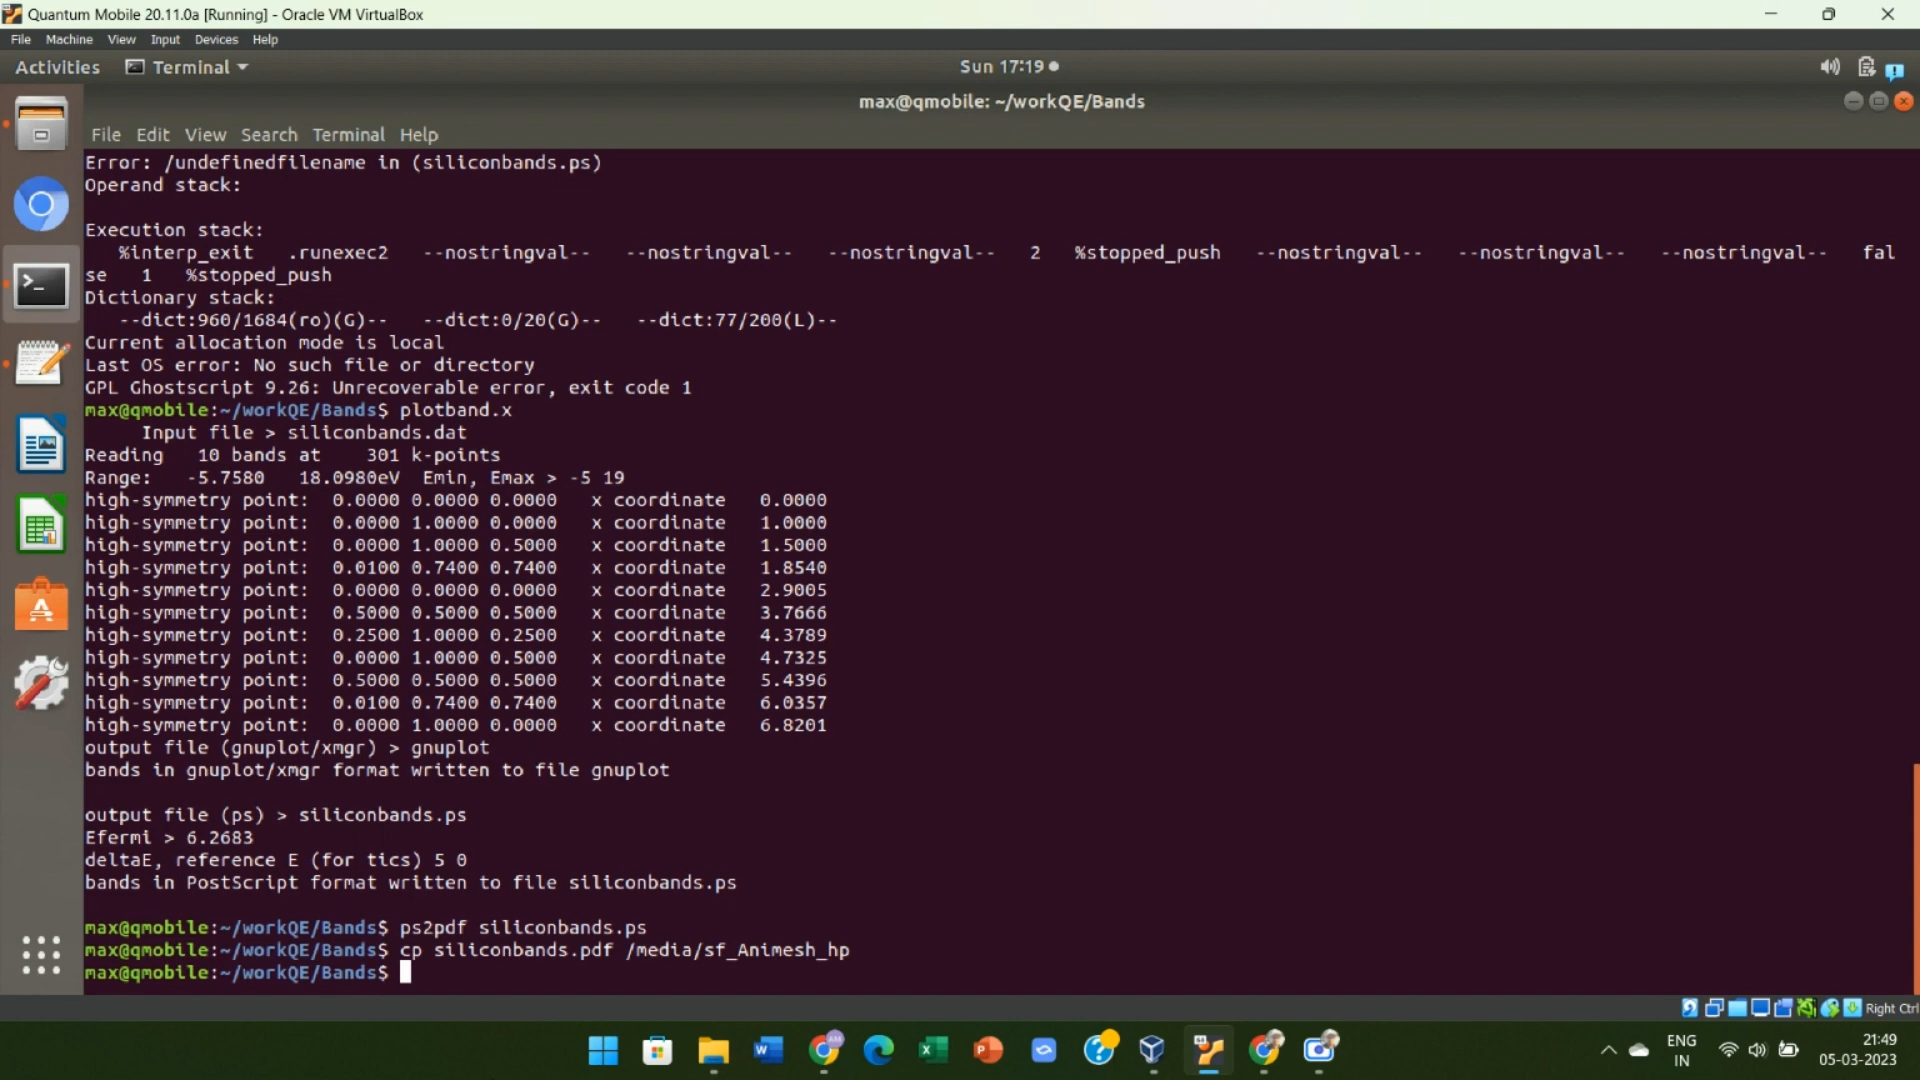 Quantum Mobile 20.11.0a [Running] - Oracle VM VirtualBox
File Machine View Input Devices Help
Activities Terminal Sun 17:19
max@qmobile: ~/workQE/Bands
File Edit View Search Terminal Help
Error: /undefinedfilename in (siliconbands.ps)
Operand stack:
Execution stack:
%interp_exit .runexec2 --nostringval-- --nostringval-- --nostringval-- 2 %stopped_push --nostringval-- --nostringval-- --nostringval-- fal
se 1 %stopped_push
Dictionary stack:
--dict:960/1684(ro)(G)-- --dict:0/20(G)-- --dict:77/200(L)--
Current allocation mode is local
Last OS error: No such file or directory
GPL Ghostscript 9.26: Unrecoverable error, exit code 1
max@qmobile:~/workQE/Bands$ plotband.x
Input file > siliconbands.dat
Reading 10 bands at 301 k-points
Range: -5.7580 18.0980eV Emin, Emax > -5 19
high-symmetry point: 0.0000 0.0000 0.0000 x coordinate 0.0000
high-symmetry point: 0.0000 1.0000 0.0000 x coordinate 1.0000
high-symmetry point: 0.0000 1.0000 0.5000 x coordinate 1.5000
high-symmetry point: 0.0100 0.7400 0.7400 x coordinate 1.8540
high-symmetry point: 0.0000 0.0000 0.0000 x coordinate 2.9005
high-symmetry point: 0.5000 0.5000 0.5000 x coordinate 3.7666
high-symmetry point: 0.2500 1.0000 0.2500 x coordinate 4.3789
high-symmetry point: 0.0000 1.0000 0.5000 x coordinate 4.7325
high-symmetry point: 0.5000 0.5000 0.5000 x coordinate 5.4396
high-symmetry point: 0.0100 0.7400 0.7400 x coordinate 6.0357
high-symmetry point: 0.0000 1.0000 0.0000 x coordinate 6.8201
output file (gnuplot/xmgr) > gnuplot
bands in gnuplot/xmgr format written to file gnuplot
output file (ps) > siliconbands.ps
Efermi > 6.2683
deltaE, reference E (for tics) 5 0
bands in PostScript format written to file siliconbands.ps
max@qmobile:~/workQE/Bands$ ps2pdf siliconbands.ps
max@qmobile:~/workQE/Bands$ cp siliconbands.pdf /media/sf_Animesh_hp
max@qmobile:~/workQE/Bands$
Right Ctrl
ENG
IN
21:49
05-03-2023